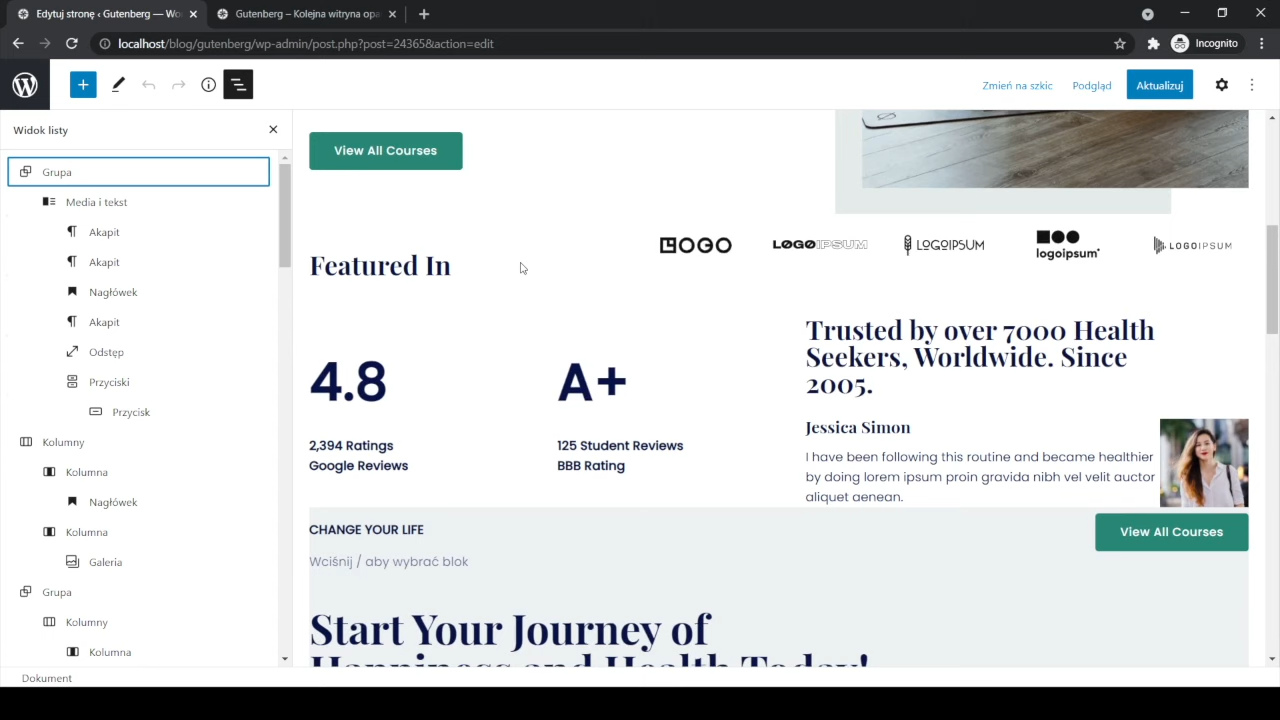 Edytuj stronę ‹ Gutenberg — Wo
Gutenberg – Kolejna witryna opa
localhost/blog/gutenberg/wp-admin/post.php?post=24365&action=edit
Incognito
Zmień na szkic
Podgląd
Aktualizuj
Widok listy
Grupa
Media i tekst
Akapit
Akapit
Nagłówek
Akapit
Odstęp
Przyciski
Przycisk
Kolumny
Kolumna
Nagłówek
Kolumna
Galeria
Grupa
Kolumny
Kolumna
Dokument
View All Courses
Featured In
LOGO
LOGOIPSUM
LOGOIPSUM
logoipsum
LOGOIPSUM
4.8
2,394 Ratings
Google Reviews
A+
125 Student Reviews
BBB Rating
Trusted by over 7000 Health
Seekers, Worldwide. Since
2005.
Jessica Simon
I have been following this routine and became healthier
by doing lorem ipsum proin gravida nibh vel velit auctor
aliquet aenean.
CHANGE YOUR LIFE
View All Courses
Wciśnij / aby wybrać blok
Start Your Journey of
Happiness and Health Today!